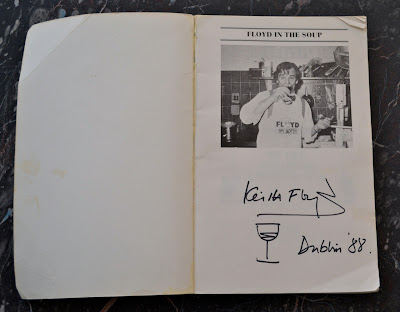 FLOYD IN THE SOUP
FLOYD
Keith Floyd
Dublin '88.